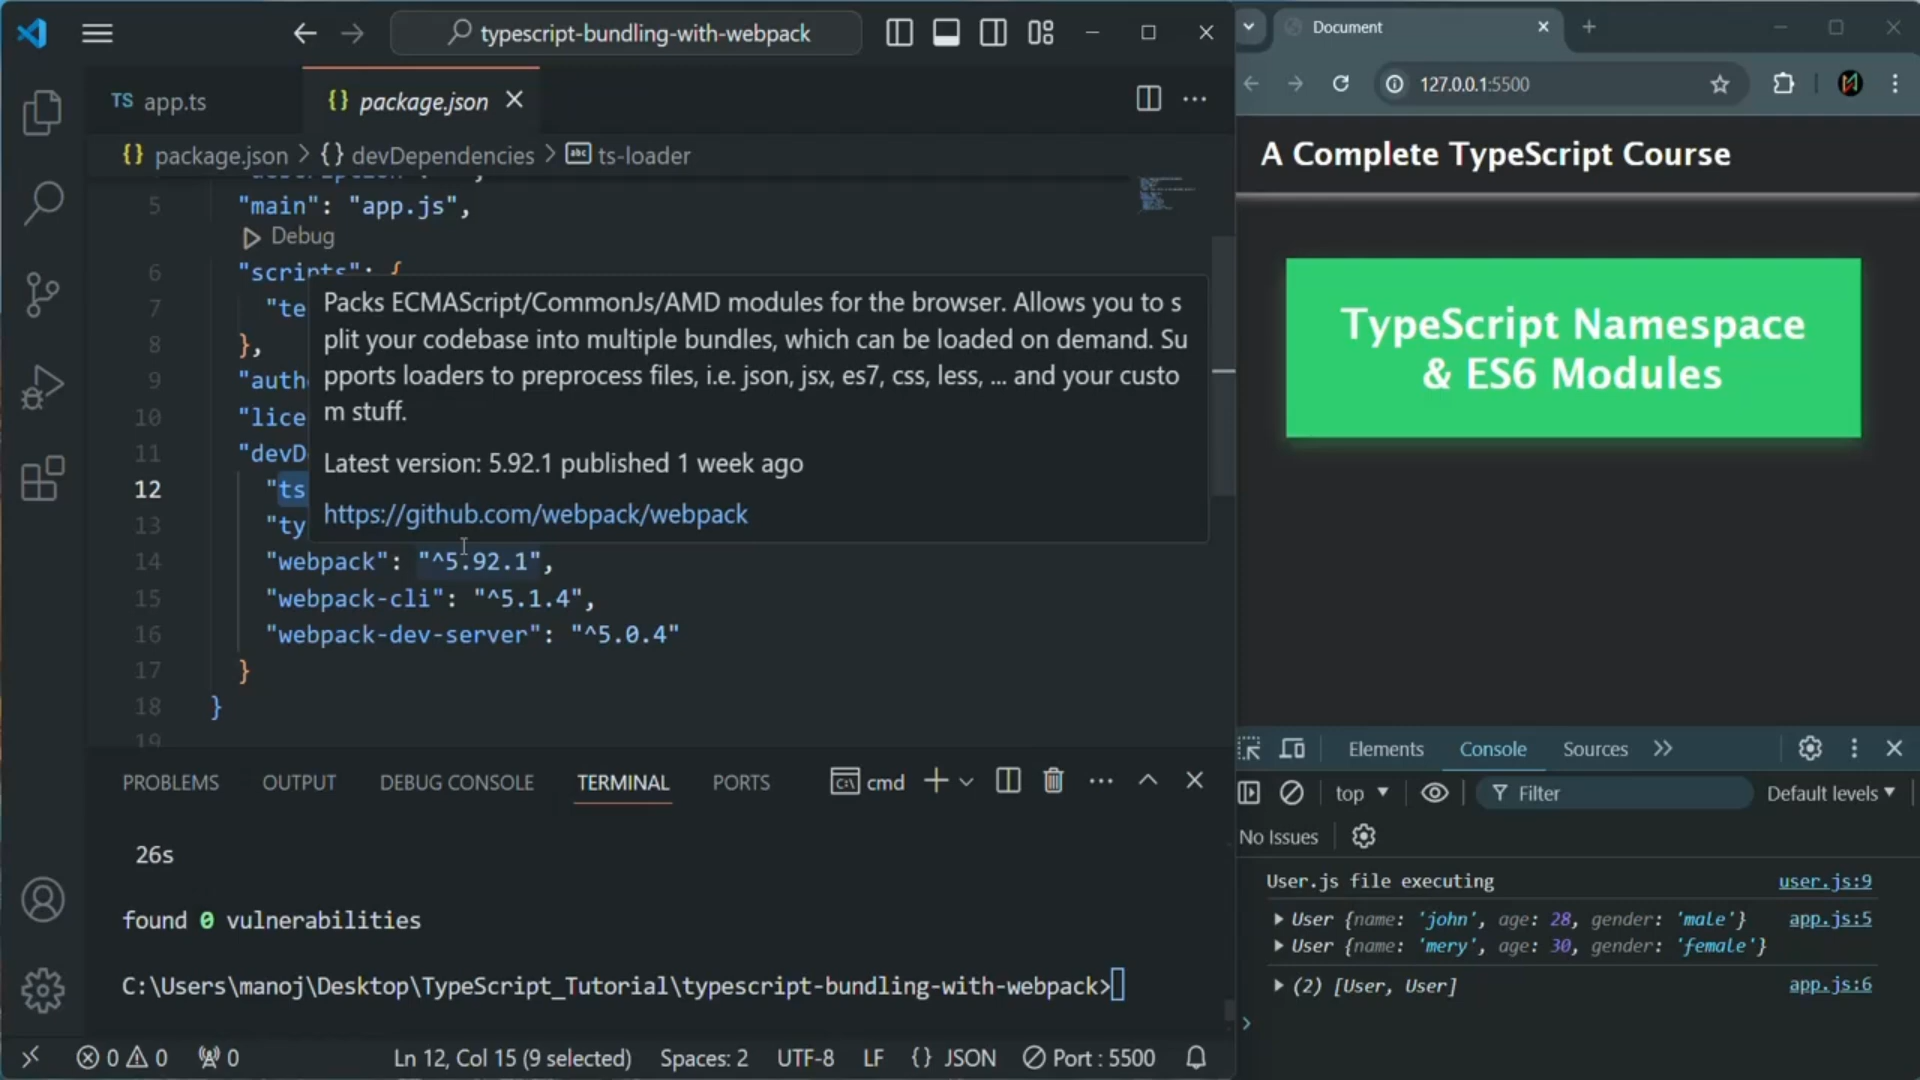 typescript-bundling-with-webpack
TS app.ts
{} package.json
{} package.json > {} devDependencies > abc ts-loader
5 "main": "app.js",
Debug
6 "scripts": {
7 "te
8 },
9 "auth
10 "lice
11 "devD
12 "ts
13 "ty
Packs ECMAScript/CommonJs/AMD modules for the browser. Allows you to s
plit your codebase into multiple bundles, which can be loaded on demand. Su
pports loaders to preprocess files, i.e. json, jsx, es7, css, less, ... and your custo
m stuff.
Latest version: 5.92.1 published 1 week ago
https://github.com/webpack/webpack
14 "webpack": "^5.92.1",
15 "webpack-cli": "^5.1.4",
16 "webpack-dev-server": "^5.0.4"
17 }
18 }
19
PROBLEMS OUTPUT DEBUG CONSOLE TERMINAL PORTS cmd
26s
found 0 vulnerabilities
C:\Users\manoj\Desktop\TypeScript_Tutorial\typescript-bundling-with-webpack>
0 0 0 Ln 12, Col 15 (9 selected) Spaces: 2 UTF-8 LF {} JSON Port : 5500
Document
127.0.0.1:5500
A Complete TypeScript Course
TypeScript Namespace
& ES6 Modules
Elements Console Sources
top Filter Default levels
No Issues
User.js file executing user.js:9
User {name: 'john', age: 28, gender: 'male'} app.js:5
User {name: 'mery', age: 30, gender: 'female'}
(2) [User, User] app.js:6